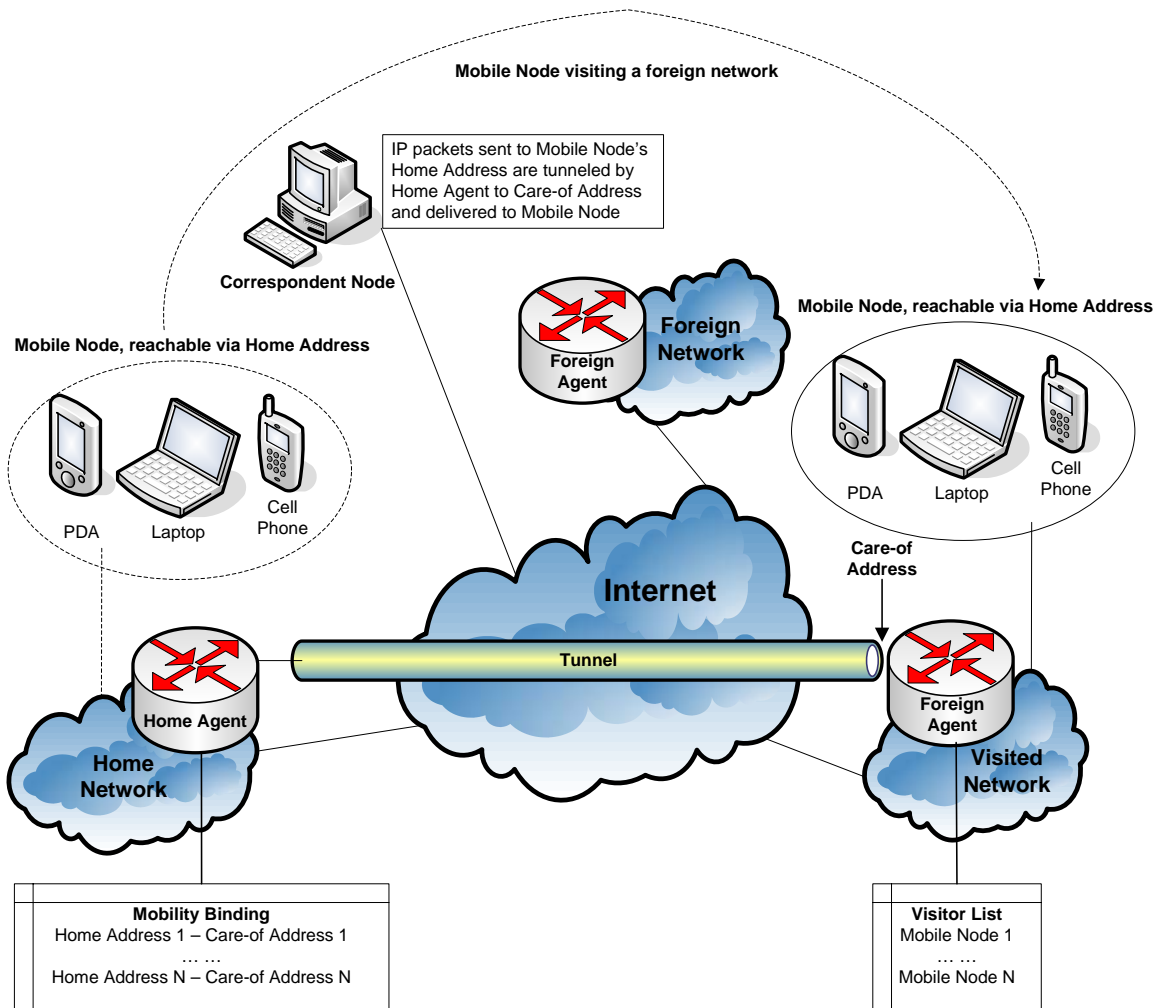 Mobile Node visiting a foreign network
IP packets sent to Mobile Node's
Home Address are tunneled by
Home Agent to Care-of Address
and delivered to Mobile Node
Correspondent Node
Mobile Node, reachable via Home Address
PDA
Laptop
Cell
Phone
Foreign
Agent
Foreign
Network
Mobile Node, reachable via Home Address
PDA
Laptop
Cell
Phone
Care-of
Address
Internet
Tunnel
Home Agent
Home
Network
Foreign
Agent
Visited
Network
Mobility Binding
Home Address 1 – Care-of Address 1
... ...
Home Address N – Care-of Address N
Visitor List
Mobile Node 1
... ...
Mobile Node N